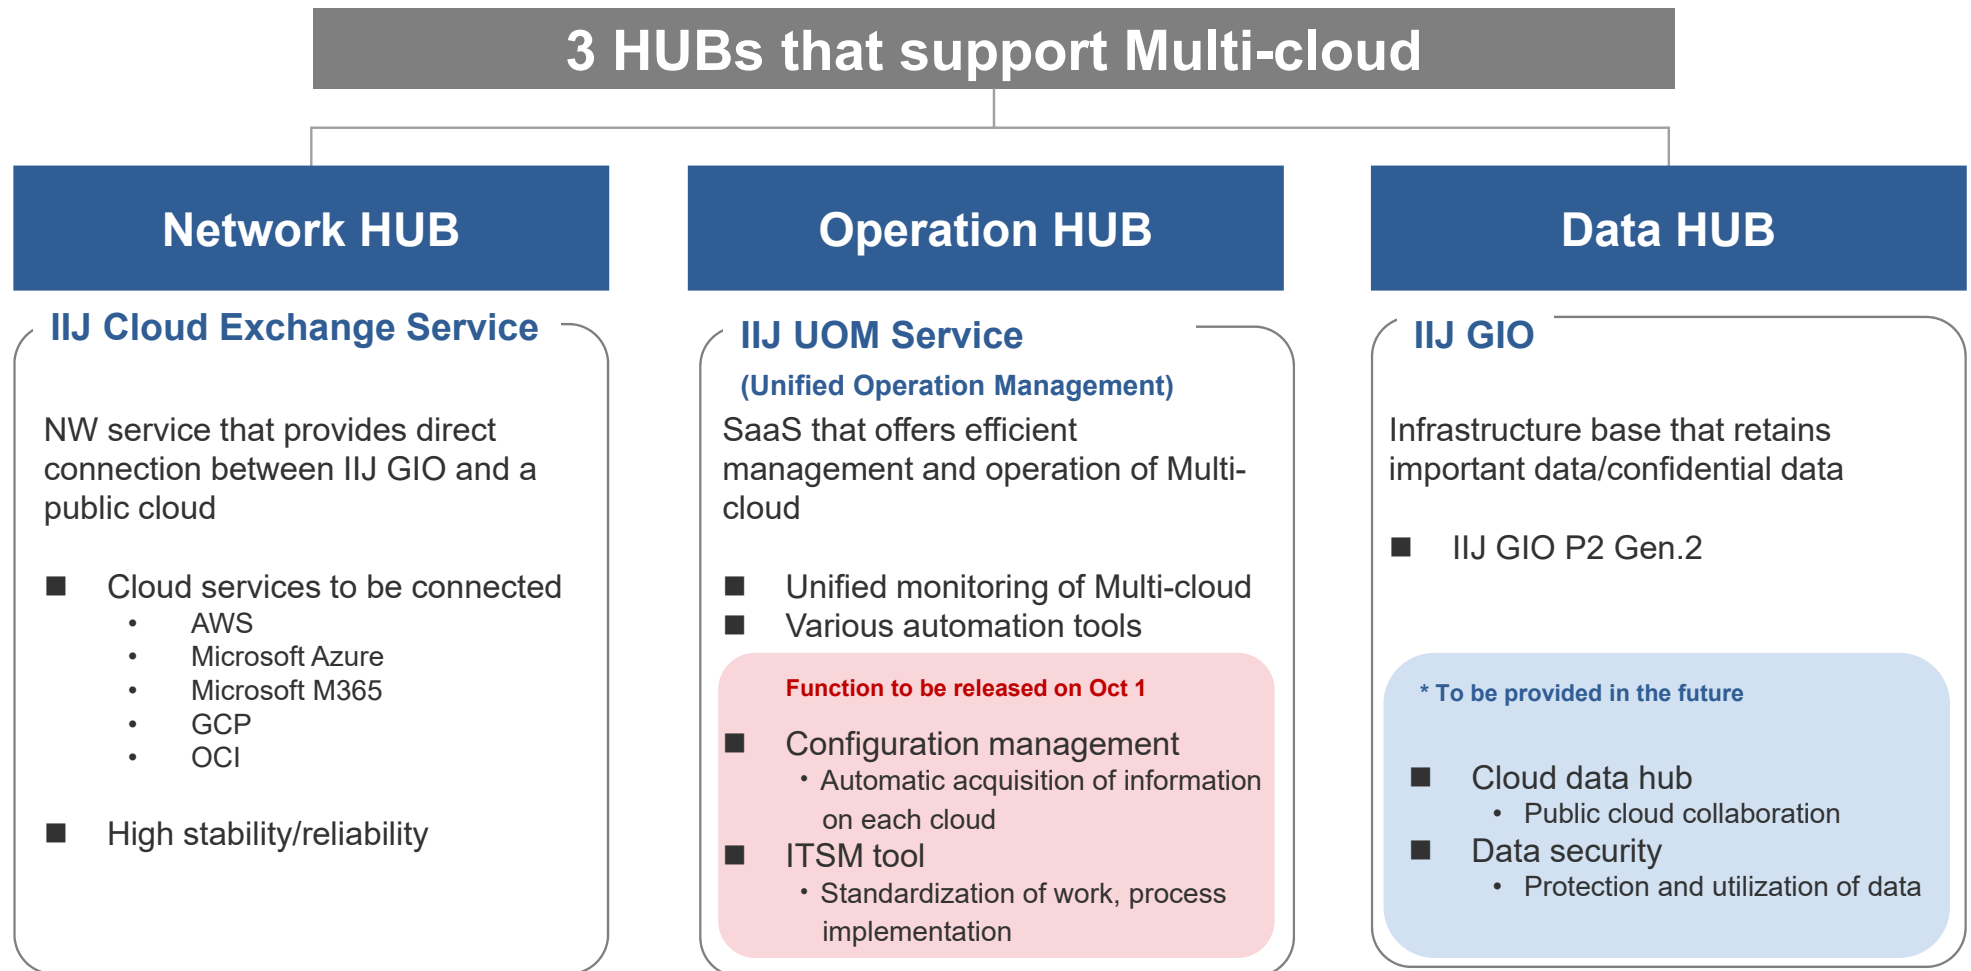 3 HUBs that support Multi-cloud
Network HUB
IIJ Cloud Exchange Service
NW service that provides direct
connection between IIJ GIO and a
public cloud
■ Cloud services to be connected
• AWS
• Microsoft Azure
• Microsoft M365
• GCP
• OCI
■ High stability/reliability
Operation HUB
IIJ UOM Service
(Unified Operation Management)
SaaS that offers efficient
management and operation of Multi-
cloud
■ Unified monitoring of Multi-cloud
■ Various automation tools
Function to be released on Oct 1
■ Configuration management
・Automatic acquisition of information
on each cloud
■ ITSM tool
・Standardization of work, process
implementation
Data HUB
IIJ GIO
Infrastructure base that retains
important data/confidential data
■ IIJ GIO P2 Gen.2
* To be provided in the future
■ Cloud data hub
• Public cloud collaboration
■ Data security
• Protection and utilization of data